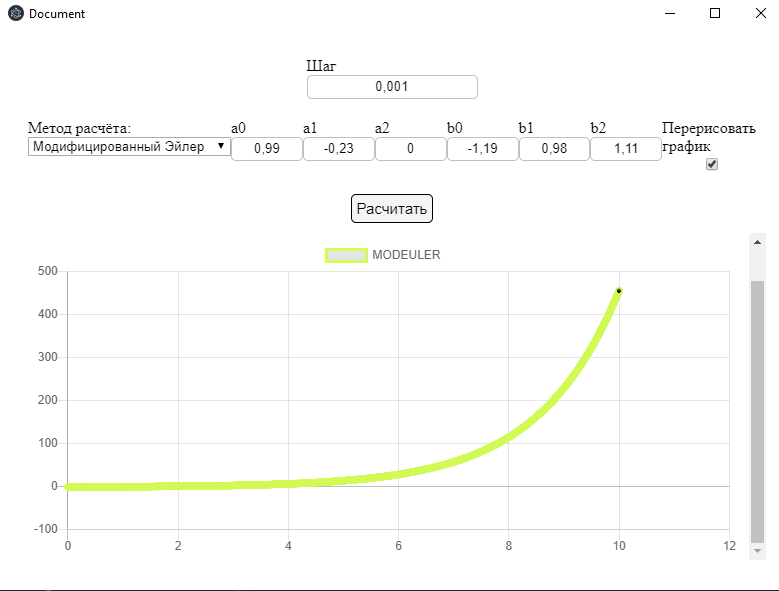 Document
Шаг
0,001
Метод расчёта: a0 a1 a2 b0 b1 b2 Перерисовать
график
Модифицированный Эйлер 0,99 -0,23 0 -1,19 0,98 1,11
Расчитать
MODEULER
500
400
300
200
100
0
-100
0 2 4 6 8 10 12